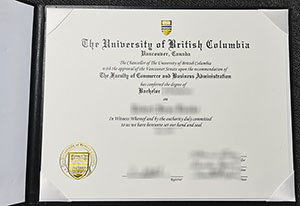 The University of British Columbia
Vancouver, Canada
The Chancellor of The University of British Columbia
with the approval of the Vancouver Senate upon the recommendation of
The Faculty of Commerce and Business Administration
has conferred the degree of
Bachelor
on
In Witness Whereof and by the authority duly committed
to us we have hereunto set our hand and seal
Registrar